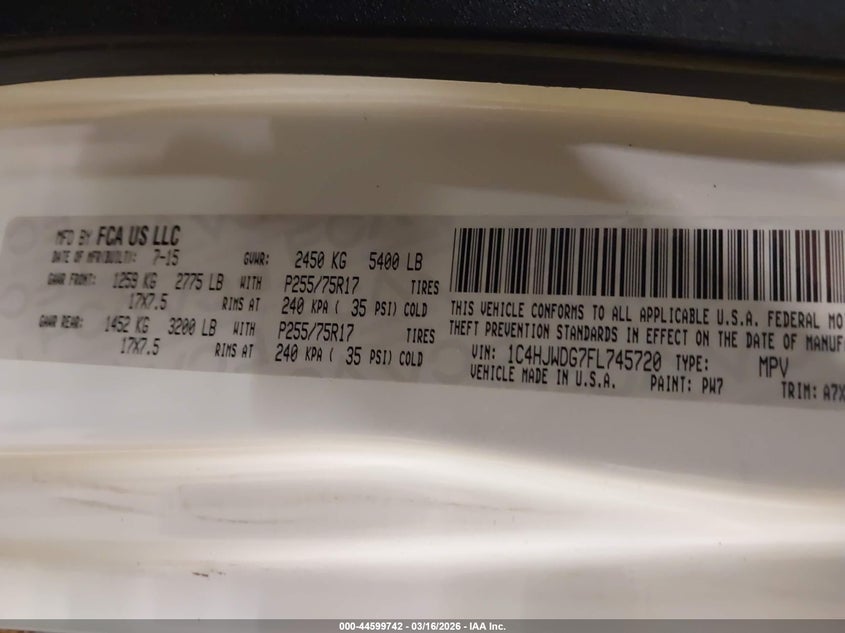 MFD BY FCA US LLC
DATE OF MFR(BUILT): 7-15 GVWR: 2450 KG 5400 LB
GAWR FRONT: 1259 KG 2775 LB WITH P255/75R17 TIRES
17X7.5 RIMS AT 240 KPA ( 35 PSI) COLD
GAWR REAR: 1452 KG 3200 LB WITH P255/75R17 TIRES
17X7.5 RIMS AT 240 KPA ( 35 PSI) COLD
THIS VEHICLE CONFORMS TO ALL APPLICABLE U.S.A. FEDERAL MO
THEFT PREVENTION STANDARDS IN EFFECT ON THE DATE OF MANUF
VIN: 1C4HJWDG7FL745720 TYPE: MPV
VEHICLE MADE IN U.S.A. PAINT: PW7 TRIM: A7X
000-44599742 - 03/16/2026 - IAA Inc.